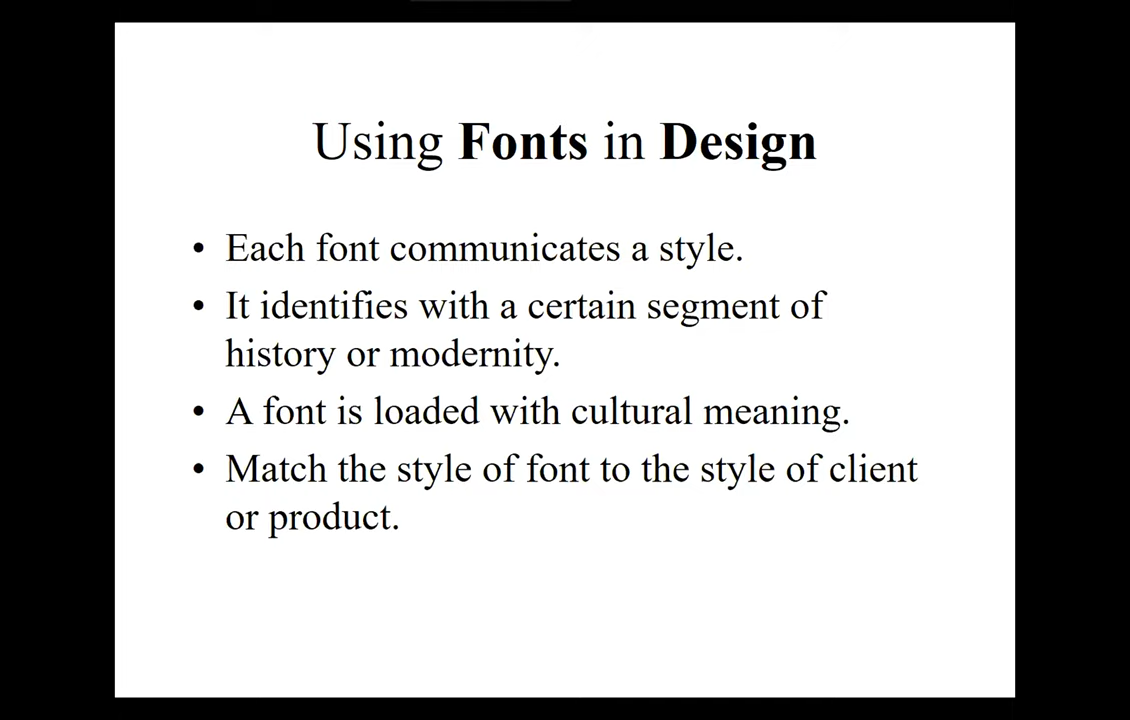 Using Fonts in Design
• Each font communicates a style.
• It identifies with a certain segment of
history or modernity.
• A font is loaded with cultural meaning.
• Match the style of font to the style of client
or product.